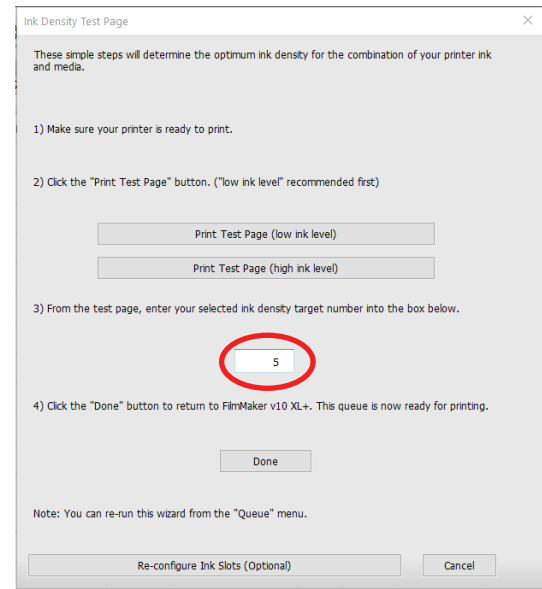 Ink Density Test Page
These simple steps will determine the optimum ink density for the combination of your printer ink
and media.
1) Make sure your printer is ready to print.
2) Click the "Print Test Page" button. ("low ink level" recommended first)
Print Test Page (low ink level)
Print Test Page (high ink level)
3) From the test page, enter your selected ink density target number into the box below.
5
4) Click the "Done" button to return to FilmMaker v10 XL+. This queue is now ready for printing.
Done
Note: You can re-run this wizard from the "Queue" menu.
Re-configure Ink Slots (Optional)
Cancel